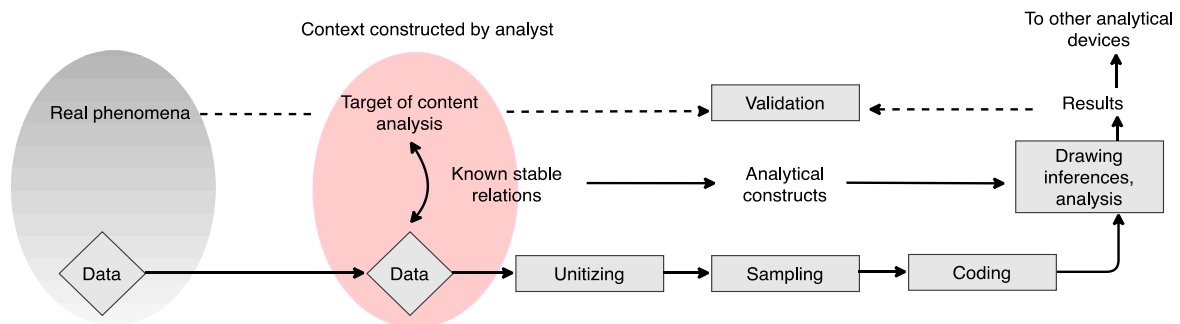 To other analytical
devices
Context constructed by analyst
Real phenomena
Target of content
analysis
Validation
Results
Known stable
relations
Analytical
constructs
Drawing
inferences,
analysis
Data
Data
Unitizing
Sampling
Coding